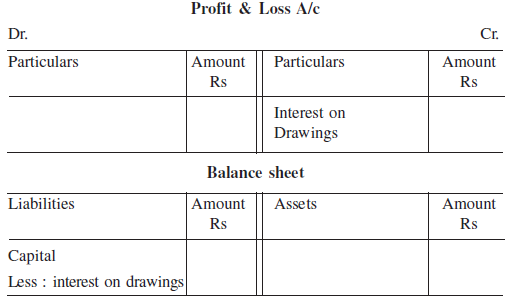 Profit & Loss A/c
Dr. Cr.
Particulars Amount Particulars Amount
Rs Rs
Interest on
Drawings
Balance sheet
Liabilities Amount Assets Amount
Rs Rs
Capital
Less : interest on drawings